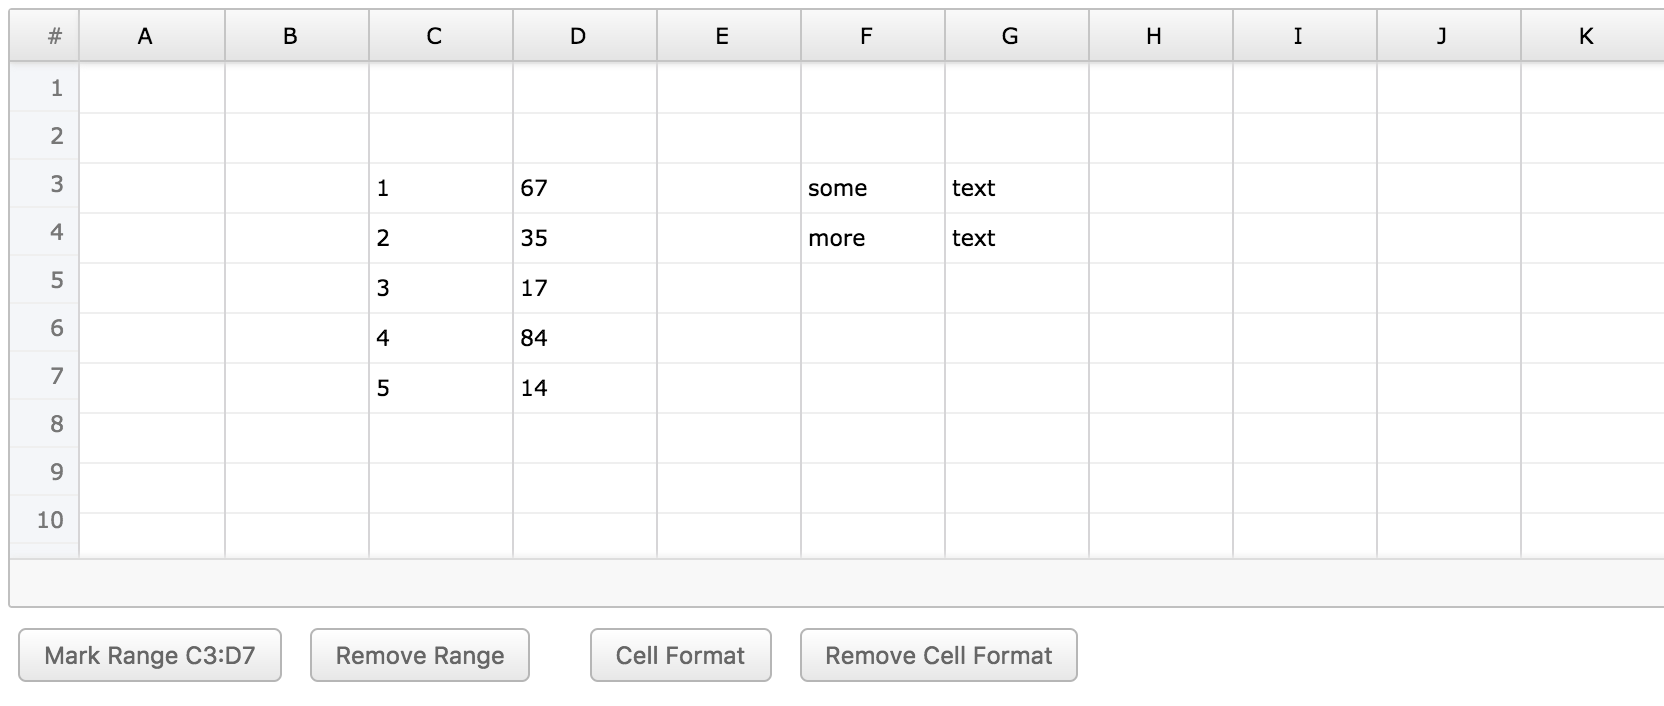 # A B C D E F G H I J K
1
2
3 1 67 some text
4 2 35 more text
5 3 17
6 4 84
7 5 14
8
9
10
Mark Range C3:D7 Remove Range Cell Format Remove Cell Format